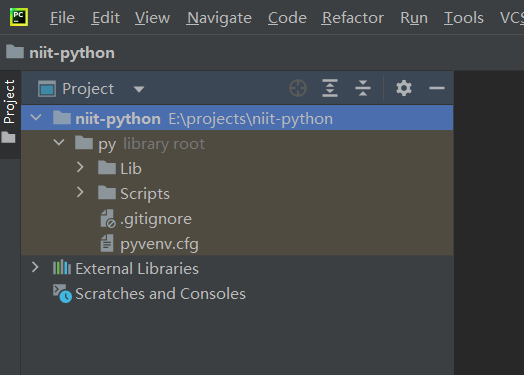 PC File Edit View Navigate Code Refactor Run Tools VCS
niit-python
Project
Project
niit-python E:\projects\niit-python
py library root
Lib
Scripts
.gitignore
pyvenv.cfg
External Libraries
Scratches and Consoles